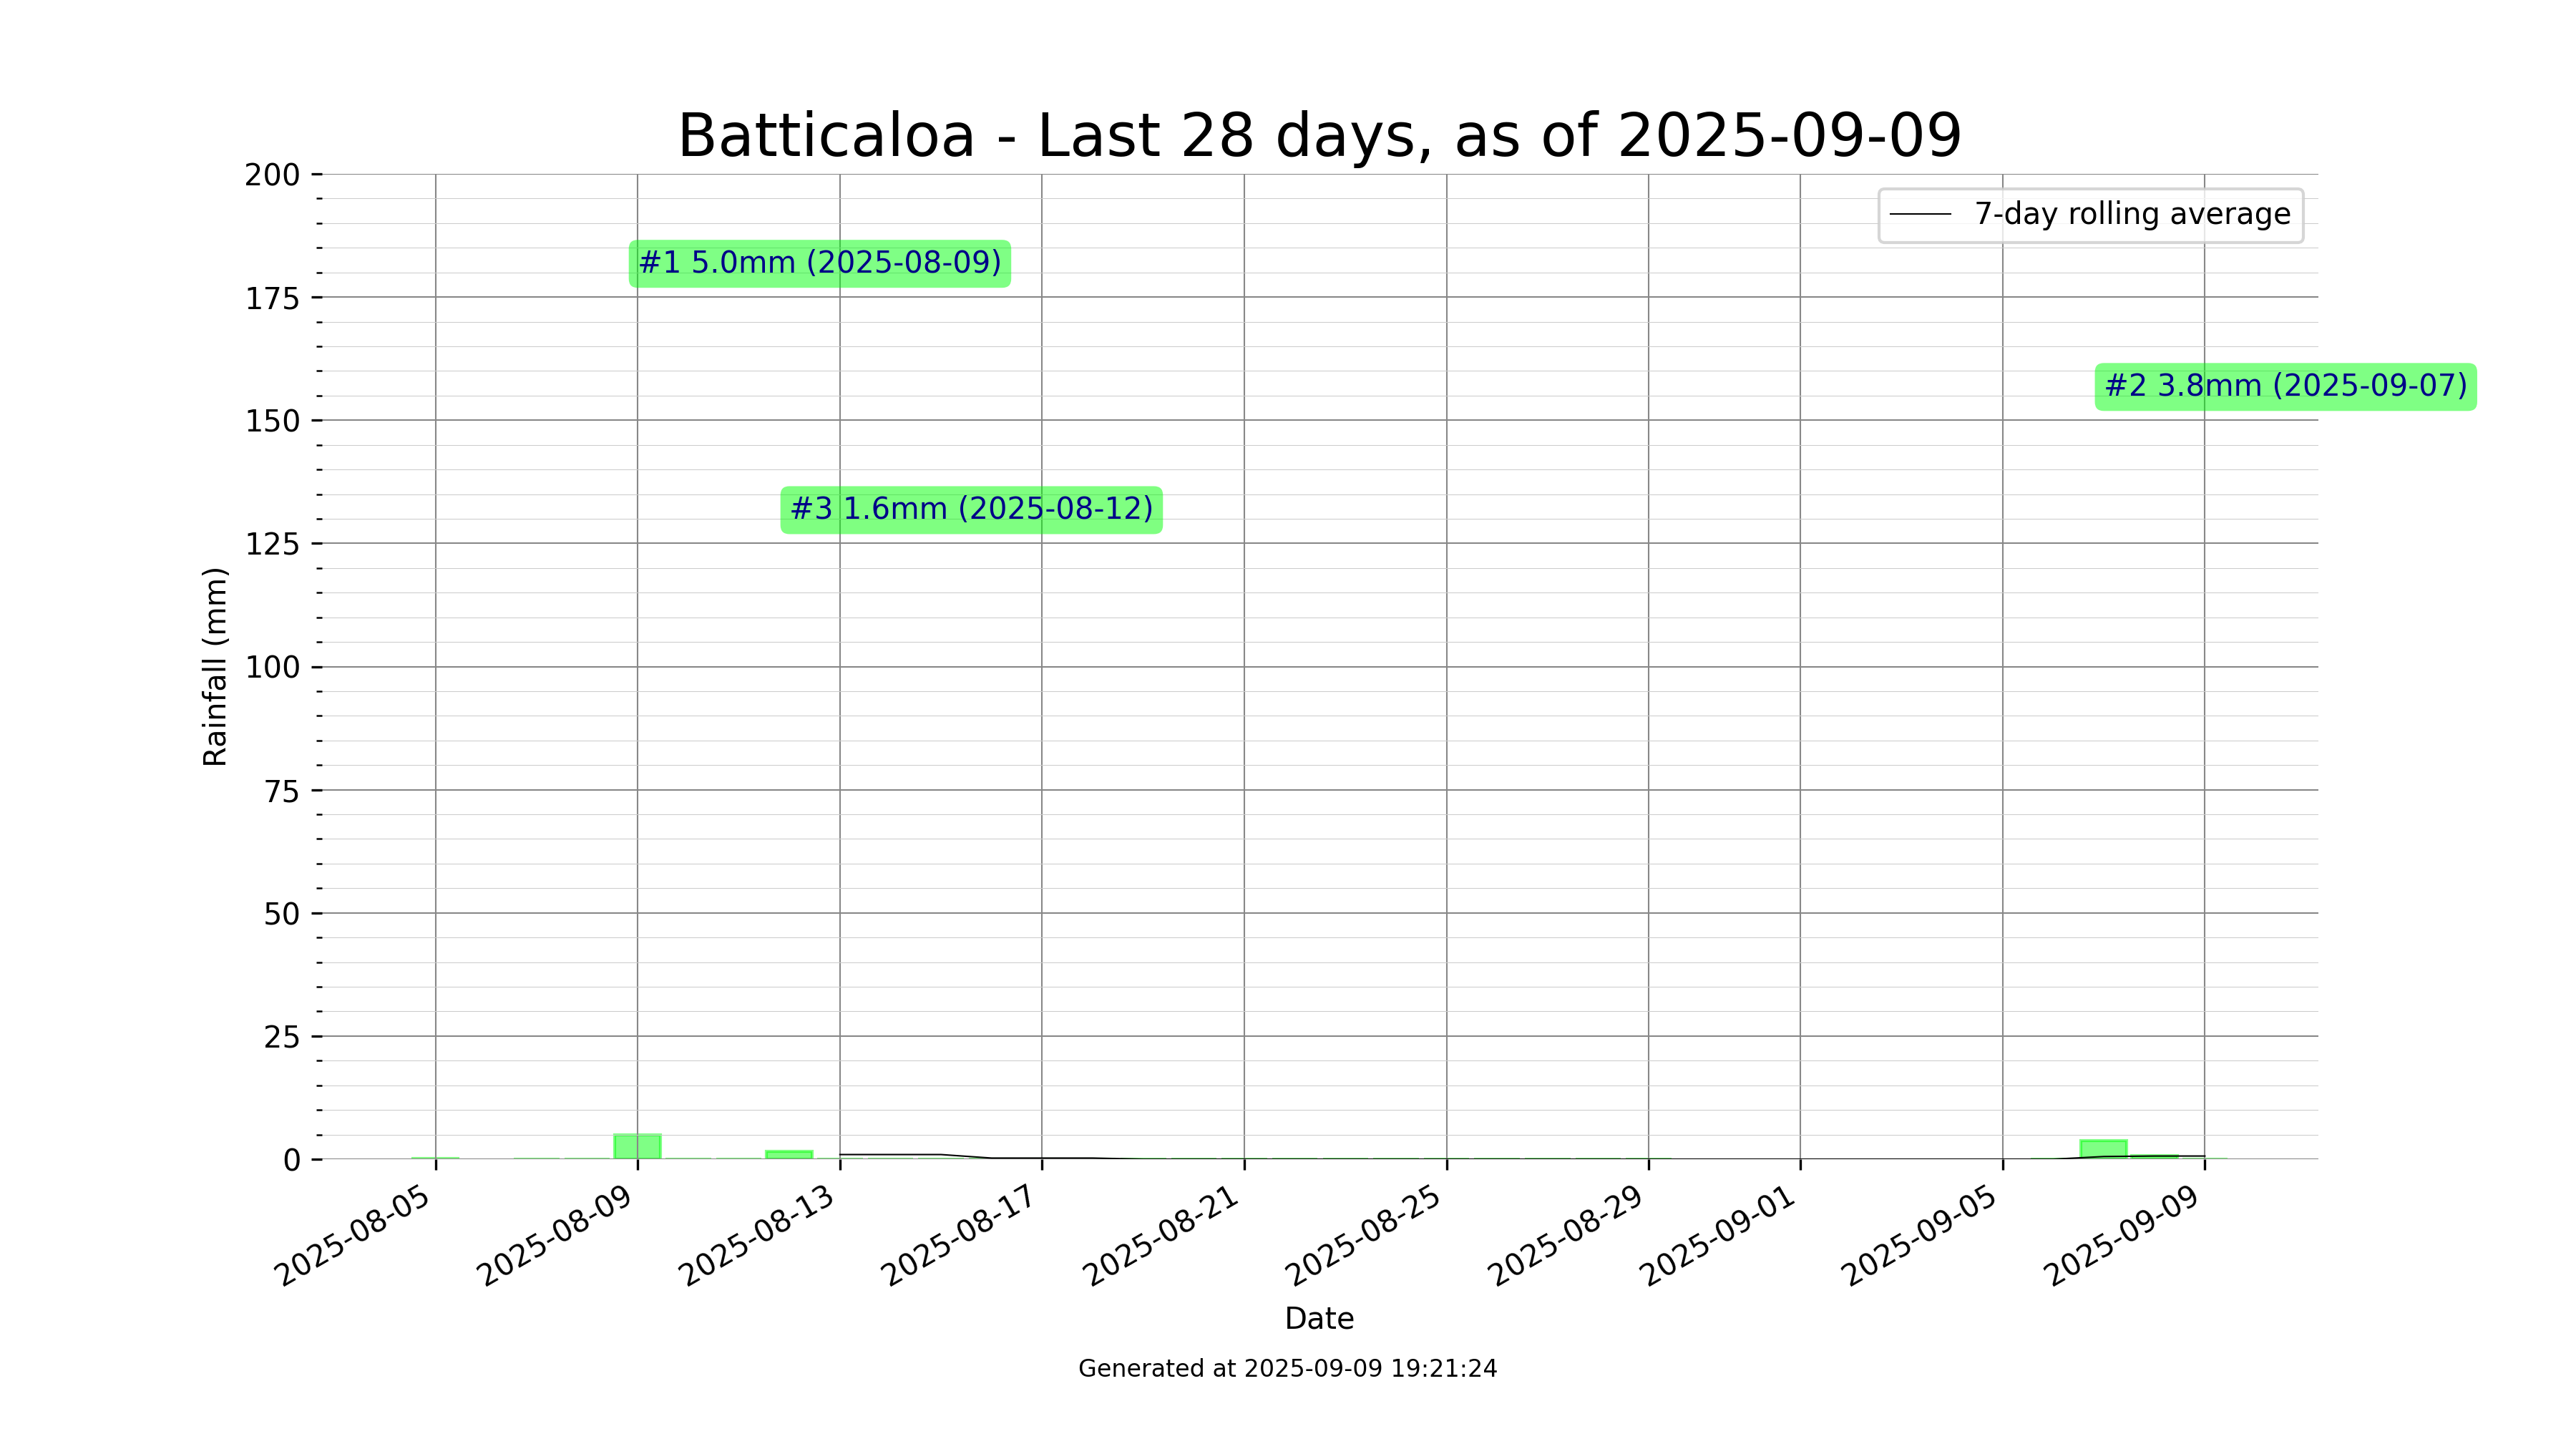 Batticaloa - Last 28 days, as of 2025-09-09
200
175
150
125
100
75
50
25
0
Rainfall (mm)
7-day rolling average
#1 5.0mm (2025-08-09)
#2 3.8mm (2025-09-07)
#3 1.6mm (2025-08-12)
2025-08-05
2025-08-09
2025-08-13
2025-08-17
2025-08-21
2025-08-25
2025-08-29
2025-09-01
2025-09-05
2025-09-09
Date
Generated at 2025-09-09 19:21:24